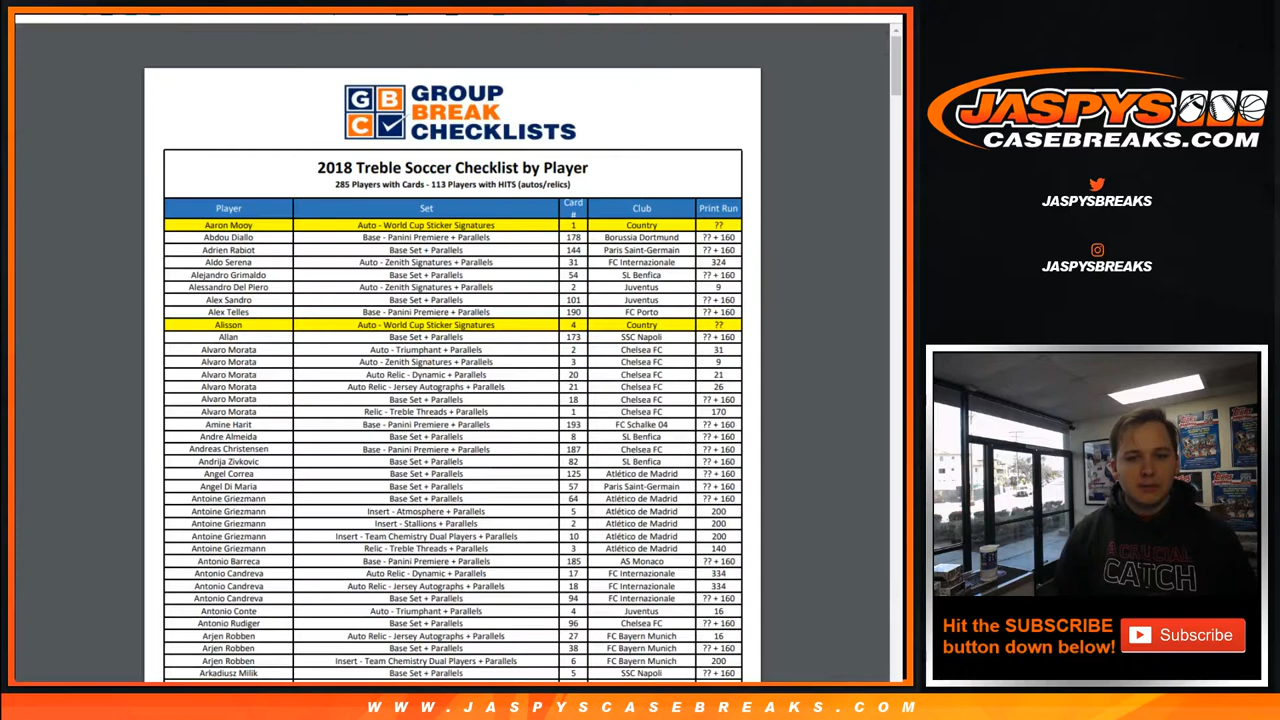 GBC GROUP BREAK CHECKLISTS
2018 Treble Soccer Checklist by Player
285 Players with Cards - 113 Players with HITS (autos/relics)
Player Set Card # Club Print Run
Aaron Mooy Auto - World Cup Sticker Signatures 1 Country ??
Abdou Diallo Base - Panini Premiere + Parallels 178 Borussia Dortmund ?? + 160
Adrien Rabiot Base Set + Parallels 144 Paris Saint-Germain ?? + 160
Aldo Serena Auto - Zenith Signatures + Parallels 31 FC Internazionale 324
Alejandro Grimaldo Base Set + Parallels 54 SL Benfica ?? + 160
Alessandro Del Piero Auto - Zenith Signatures + Parallels 2 Juventus 9
Alex Sandro Base Set + Parallels 101 Juventus ?? + 160
Alex Telles Base - Panini Premiere + Parallels 190 FC Porto ?? + 160
Alisson Auto - World Cup Sticker Signatures 4 Country ??
Allan Base Set + Parallels 173 SSC Napoli ?? + 160
Alvaro Morata Auto - Triumphant + Parallels 2 Chelsea FC 31
Alvaro Morata Auto - Zenith Signatures + Parallels 3 Chelsea FC 9
Alvaro Morata Auto Relic - Dynamic + Parallels 20 Chelsea FC 21
Alvaro Morata Auto Relic - Jersey Autographs + Parallels 21 Chelsea FC 26
Alvaro Morata Base Set + Parallels 18 Chelsea FC ?? + 160
Alvaro Morata Relic - Treble Threads + Parallels 1 Chelsea FC 170
Amine Harit Base - Panini Premiere + Parallels 193 FC Schalke 04 ?? + 160
Andre Almeida Base Set + Parallels 8 SL Benfica ?? + 160
Andreas Christensen Base - Panini Premiere + Parallels 187 Chelsea FC ?? + 160
Andrija Zivkovic Base Set + Parallels 82 SL Benfica ?? + 160
Angel Correa Base Set + Parallels 125 Atlético de Madrid ?? + 160
Angel Di Maria Base Set + Parallels 57 Paris Saint-Germain ?? + 160
Antoine Griezmann Base Set + Parallels 64 Atlético de Madrid ?? + 160
Antoine Griezmann Insert - Atmosphere + Parallels 5 Atlético de Madrid 200
Antoine Griezmann Insert - Stallions + Parallels 2 Atlético de Madrid 200
Antoine Griezmann Insert - Team Chemistry Dual Players + Parallels 10 Atlético de Madrid 200
Antoine Griezmann Relic - Treble Threads + Parallels 3 Atlético de Madrid 140
Antonio Barreca Base - Panini Premiere + Parallels 185 AS Monaco ?? + 160
Antonio Candreva Auto Relic - Dynamic + Parallels 17 FC Internazionale 334
Antonio Candreva Auto Relic - Jersey Autographs + Parallels 18 FC Internazionale 334
Antonio Candreva Base Set + Parallels 94 FC Internazionale ?? + 160
Antonio Conte Auto - Triumphant + Parallels 4 Juventus 16
Antonio Rudiger Base Set + Parallels 96 Chelsea FC ?? + 160
Arjen Robben Auto Relic - Jersey Autographs + Parallels 27 FC Bayern Munich 16
Arjen Robben Base Set + Parallels 38 FC Bayern Munich ?? + 160
Arjen Robben Insert - Team Chemistry Dual Players + Parallels 6 FC Bayern Munich 200
Arkadiusz Milik Base Set + Parallels 5 SSC Napoli ?? + 160
JASPYS
CASEBREAKS.COM
JASPYSBREAKS
JASPYSBREAKS
A CRUCIAL
CATCH
Hit the SUBSCRIBE
button down below!
Subscribe
WWW.JASPYSCASEBREAKS.COM